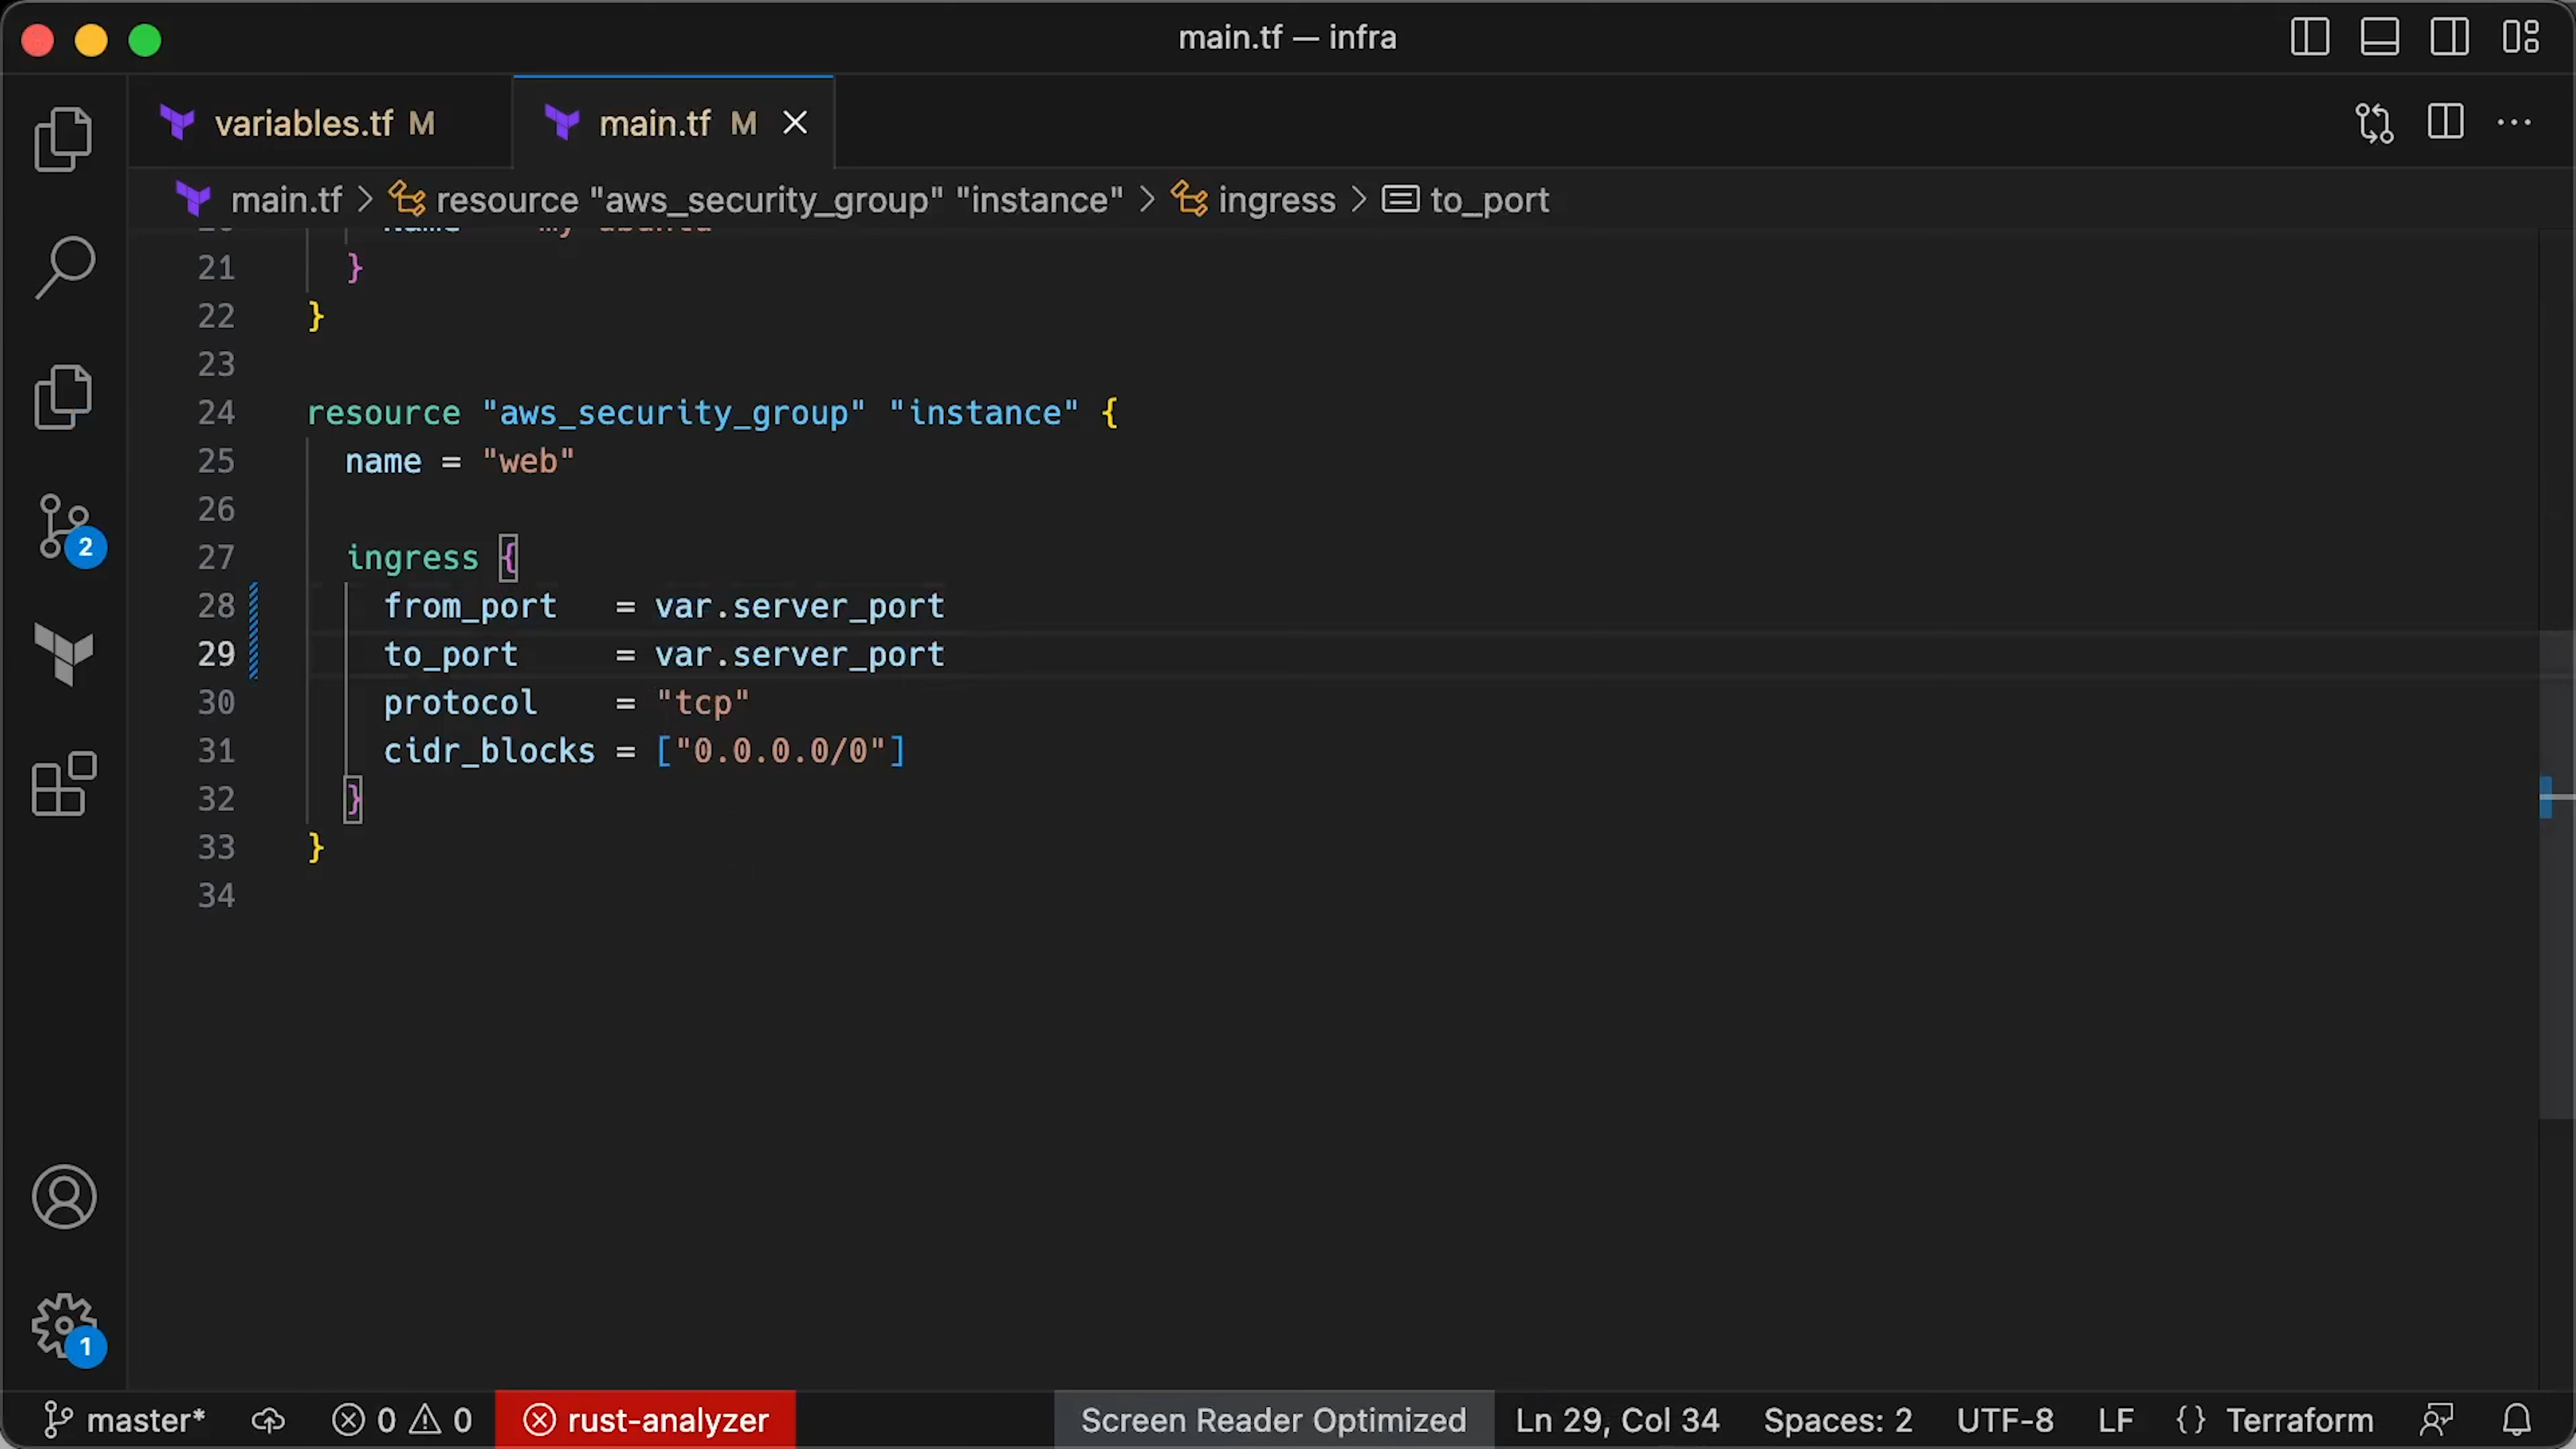 main.tf — infra
variables.tf M
main.tf M
main.tf > resource "aws_security_group" "instance" > ingress > to_port
21 }
22 }
23
24 resource "aws_security_group" "instance" {
25 name = "web"
26
27 ingress {
28 from_port = var.server_port
29 to_port = var.server_port
30 protocol = "tcp"
31 cidr_blocks = ["0.0.0.0/0"]
32 }
33 }
34
2
1
master* 0 0 rust-analyzer Screen Reader Optimized Ln 29, Col 34 Spaces: 2 UTF-8 LF {} Terraform